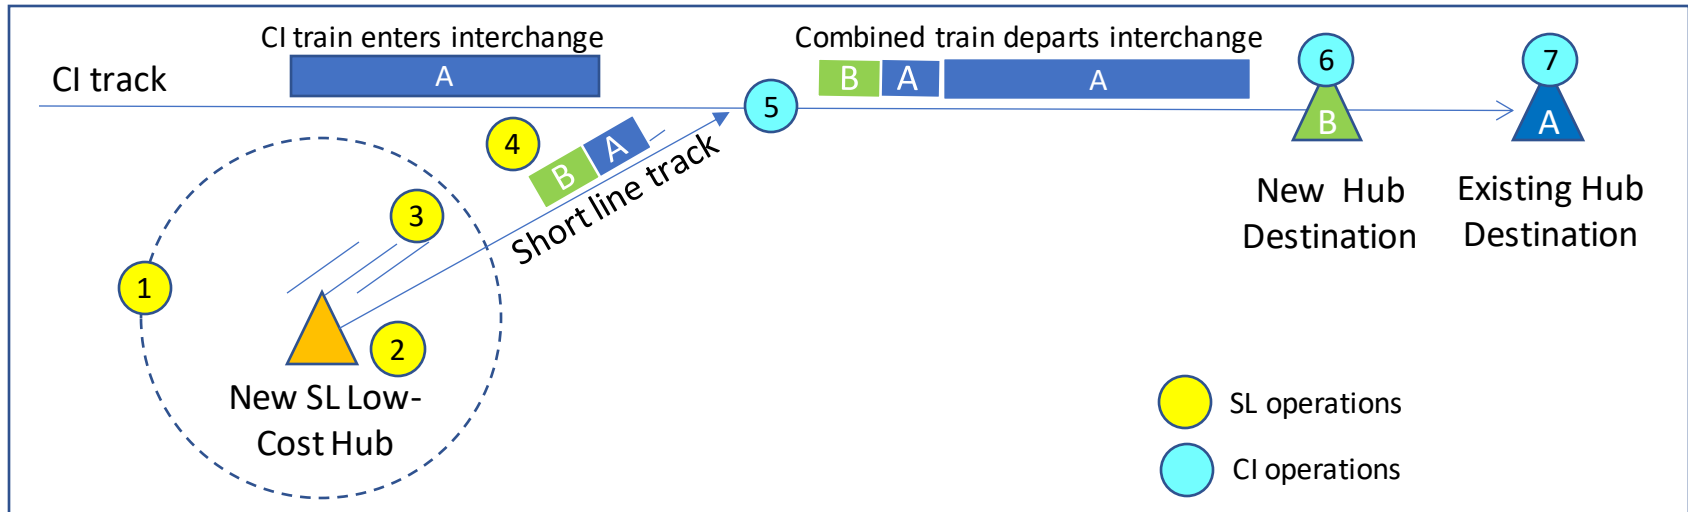 CI train enters interchange
Combined train departs interchange
CI track
A
B A A
5
6
B
7
A
4
B A
Short line track
3
1
2
New SL Low-
Cost Hub
New Hub
Destination
Existing Hub
Destination
SL operations
CI operations